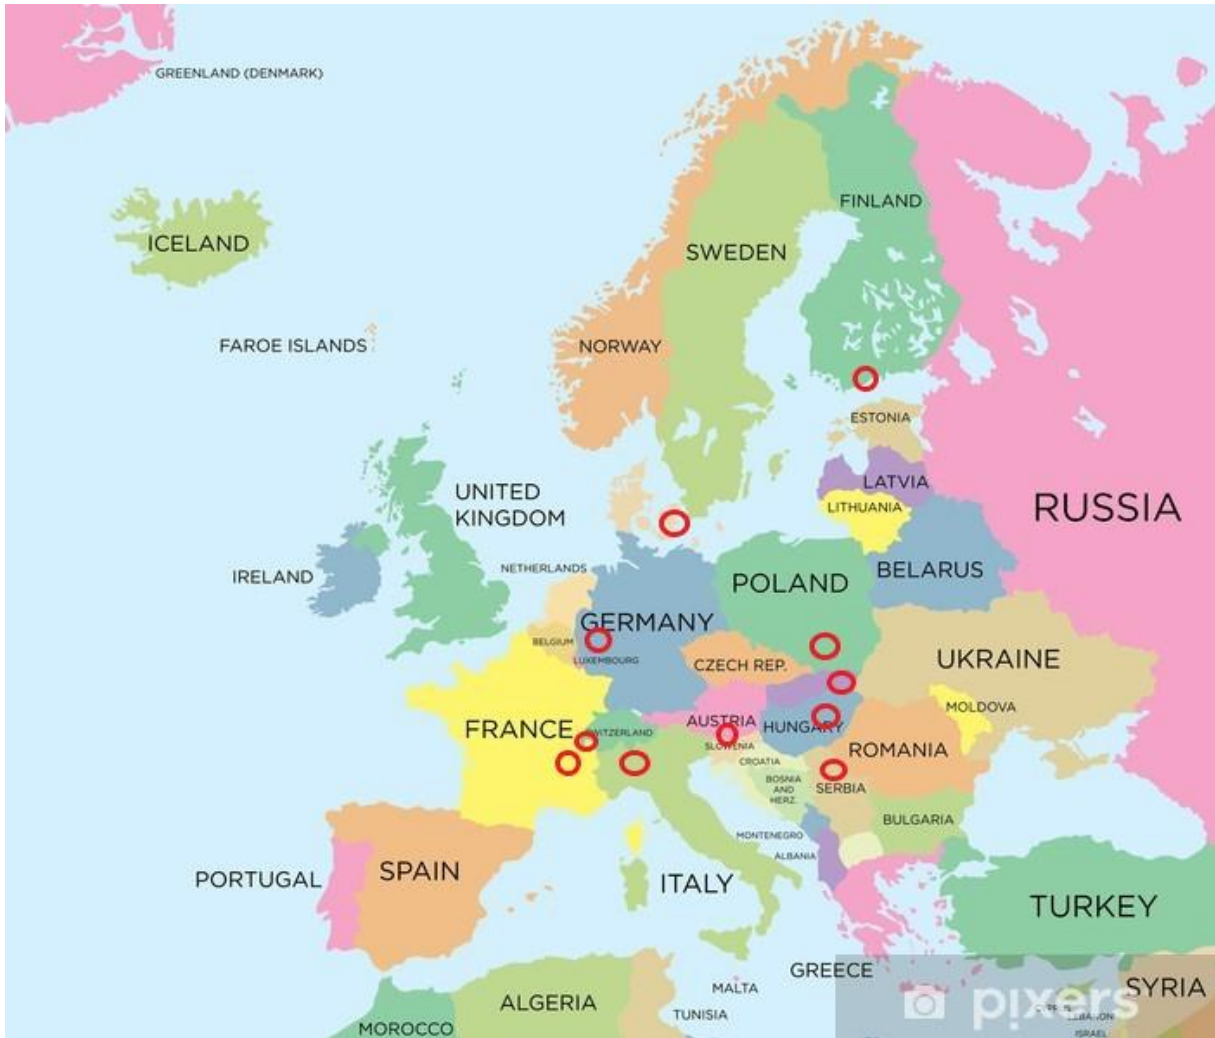 GREENLAND (DENMARK)
ICELAND
FINLAND
SWEDEN
FAROE ISLANDS
NORWAY
ESTONIA
LATVIA
LITHUANIA
UNITED
KINGDOM
RUSSIA
NETHERLANDS
IRELAND
POLAND
BELARUS
GERMANY
BELGIUM
LUXEMBOURG
CZECH REP.
UKRAINE
MOLDOVA
FRANCE
AUSTRIA
HUNGARY
SLOVENIA
ROMANIA
CROATIA
BOSNIA
AND
HERZ.
SERBIA
BULGARIA
MONTENEGRO
ALBANIA
PORTUGAL
SPAIN
ITALY
TURKEY
GREECE
MALTA
SYRIA
ALGERIA
TUNISIA
MOROCCO
pixers
LEBANON
ISRAEL